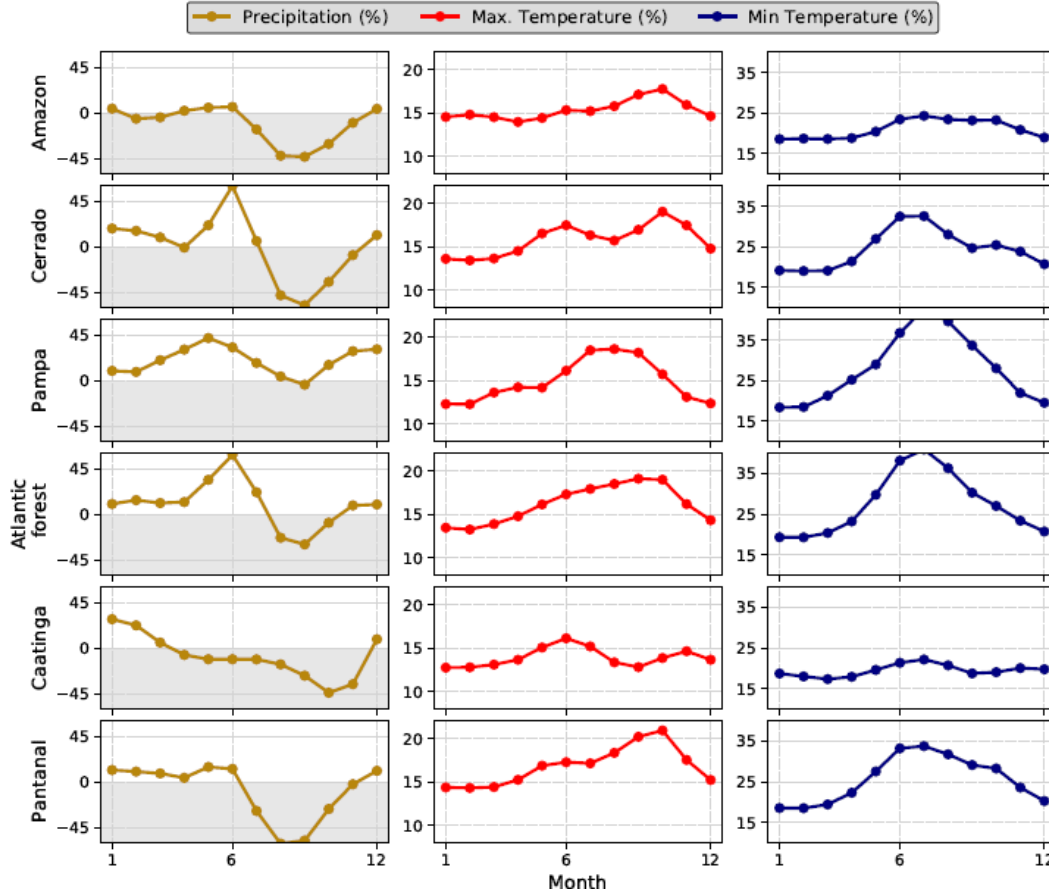 Precipitation (%) Max. Temperature (%) Min Temperature (%)
45 20 35
0 15 25
−45 10 15
Amazon
45 20 35
0 15 25
−45 10 15
Cerrado
45 20 35
0 15 25
−45 10 15
Pampa
45 20 35
0 15 25
−45 10 15
Atlantic
forest
45 20 35
0 15 25
−45 10 15
Caatinga
45 20 35
0 15 25
−45 10 15
Pantanal
1 6 12 1 6 12 1 6 12
Month